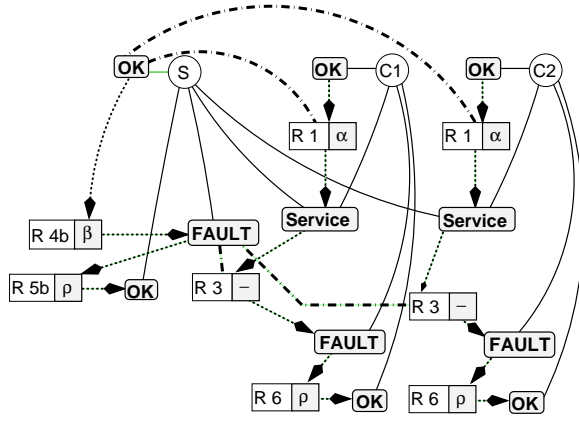 OK S OK C1 OK C2
R 1 α R 1 α
Service Service
R 4b β FAULT
R 5b ρ OK R 3 −
R 3 −
FAULT FAULT
R 6 ρ OK R 6 ρ OK